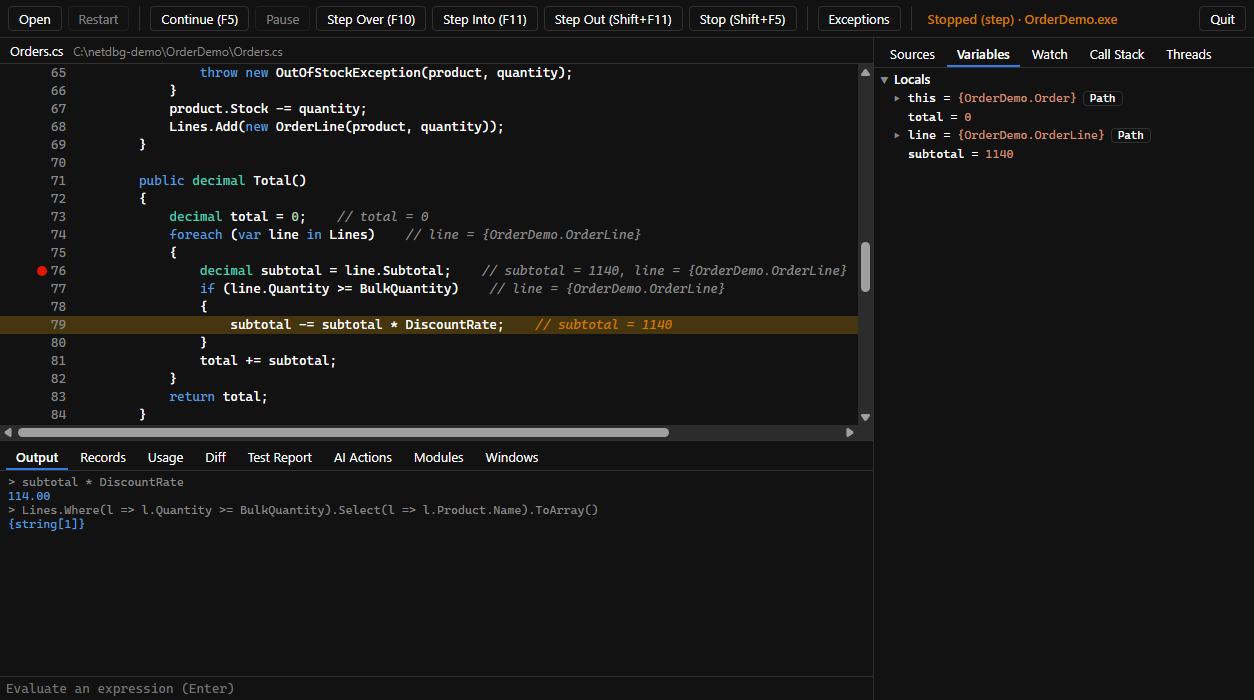 Open Restart Continue (F5) Pause Step Over (F10) Step Into (F11) Step Out (Shift+F11) Stop (Shift+F5) Exceptions Stopped (step) · OrderDemo.exe Quit
Orders.cs C:\netdbg-demo\OrderDemo\Orders.cs
65 throw new OutOfStockException(product, quantity);
66 }
67 product.Stock -= quantity;
68 Lines.Add(new OrderLine(product, quantity));
69 }
70
71 public decimal Total()
72 {
73 decimal total = 0; // total = 0
74 foreach (var line in Lines) // line = {OrderDemo.OrderLine}
75 {
76 decimal subtotal = line.Subtotal; // subtotal = 1140, line = {OrderDemo.OrderLine}
77 if (line.Quantity >= BulkQuantity) // line = {OrderDemo.OrderLine}
78 {
79 subtotal -= subtotal * DiscountRate; // subtotal = 1140
80 }
81 total += subtotal;
82 }
83 return total;
84 }
Output Records Usage Diff Test Report AI Actions Modules Windows
> subtotal * DiscountRate
114.00
> Lines.Where(l => l.Quantity >= BulkQuantity).Select(l => l.Product.Name).ToArray()
{string[1]}
Evaluate an expression (Enter)
Sources Variables Watch Call Stack Threads
Locals
this = {OrderDemo.Order} Path
total = 0
line = {OrderDemo.OrderLine} Path
subtotal = 1140